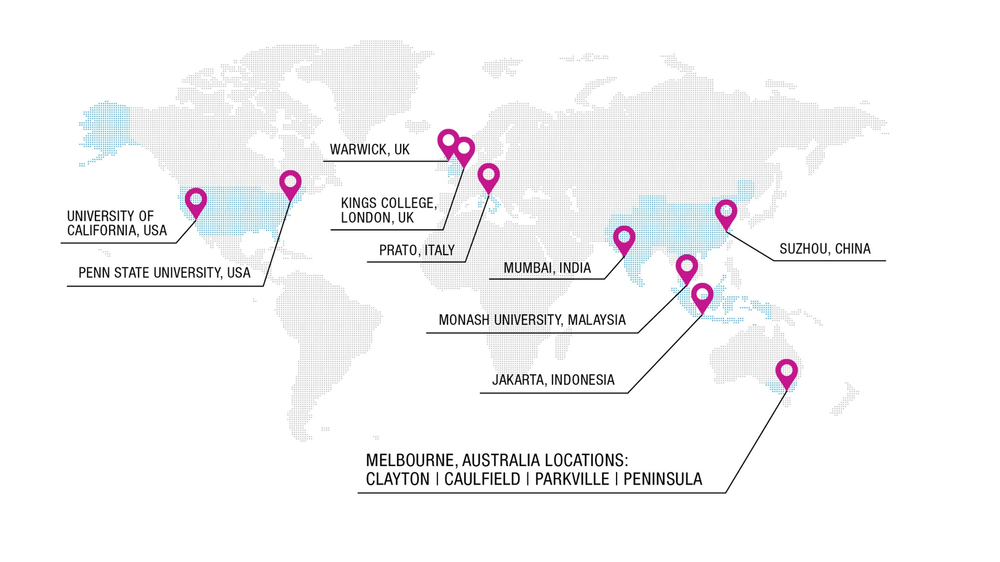 WARWICK, UK
KINGS COLLEGE,
LONDON, UK
UNIVERSITY OF
CALIFORNIA, USA
PRATO, ITALY
SUZHOU, CHINA
PENN STATE UNIVERSITY, USA
MUMBAI, INDIA
MONASH UNIVERSITY, MALAYSIA
JAKARTA, INDONESIA
MELBOURNE, AUSTRALIA LOCATIONS:
CLAYTON | CAULFIELD | PARKVILLE | PENINSULA